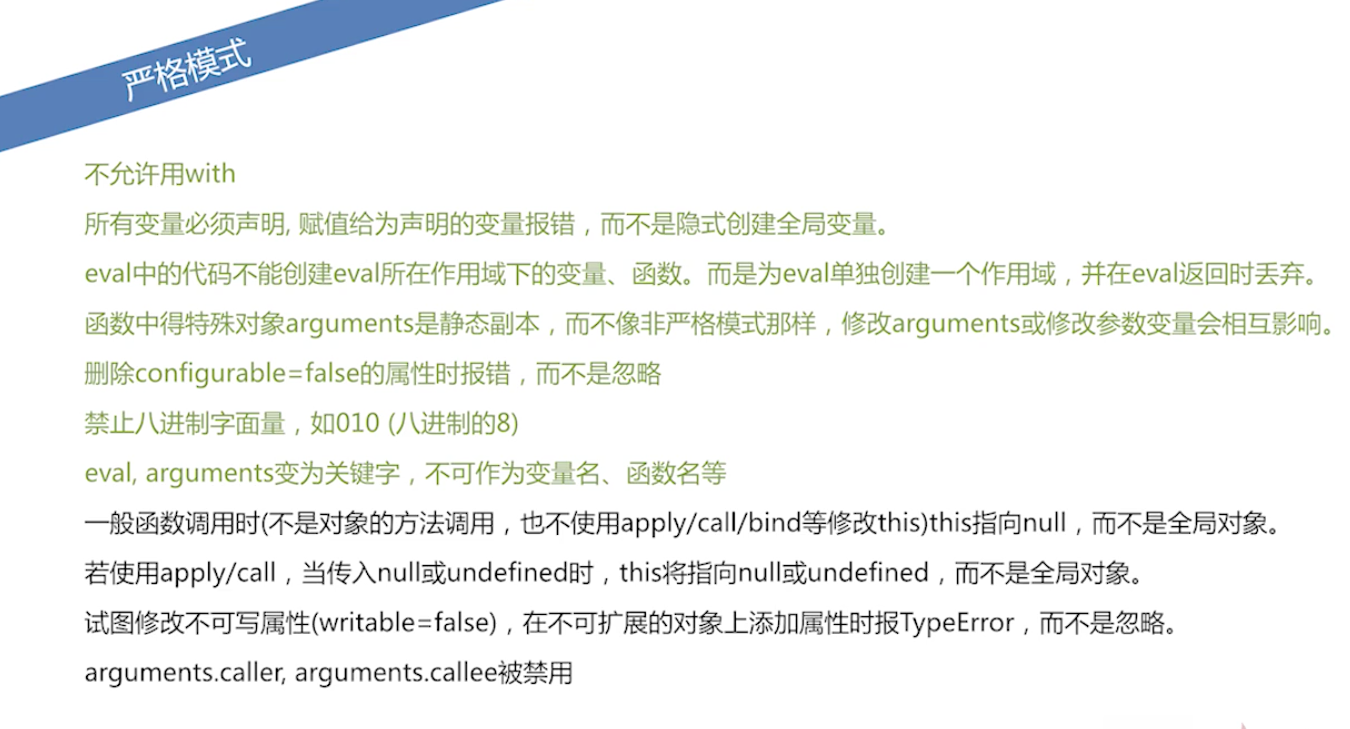 严格模式
不允许用with
所有变量必须声明, 赋值给为声明的变量报错，而不是隐式创建全局变量。
eval中的代码不能创建eval所在作用域下的变量、函数。而是为eval单独创建一个作用域，并在eval返回时丢弃。
函数中得特殊对象arguments是静态副本，而不像非严格模式那样，修改arguments或修改参数变量会相互影响。
删除configurable=false的属性时报错，而不是忽略
禁止八进制字面量，如010 (八进制的8)
eval, arguments变为关键字，不可作为变量名、函数名等
一般函数调用时(不是对象的方法调用，也不使用apply/call/bind等修改this)this指向null，而不是全局对象。
若使用apply/call，当传入null或undefined时，this将指向null或undefined，而不是全局对象。
试图修改不可写属性(writable=false)，在不可扩展的对象上添加属性时报TypeError，而不是忽略。
arguments.caller, arguments.callee被禁用